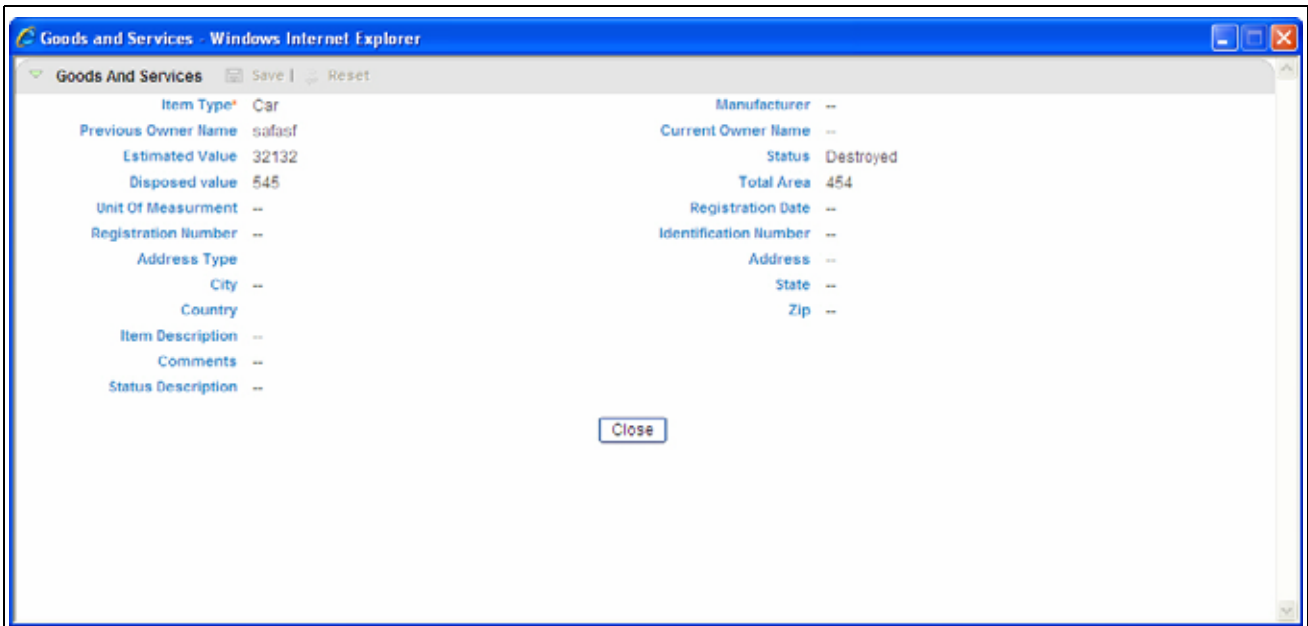 Goods and Services - Windows Internet Explorer
Goods And Services Save | Reset
Item Type* Car Manufacturer --
Previous Owner Name safasf Current Owner Name --
Estimated Value 32132 Status Destroyed
Disposed value 545 Total Area 454
Unit Of Measurment -- Registration Date --
Registration Number -- Identification Number --
Address Type Address --
City -- State --
Country Zip --
Item Description --
Comments --
Status Description --
Close